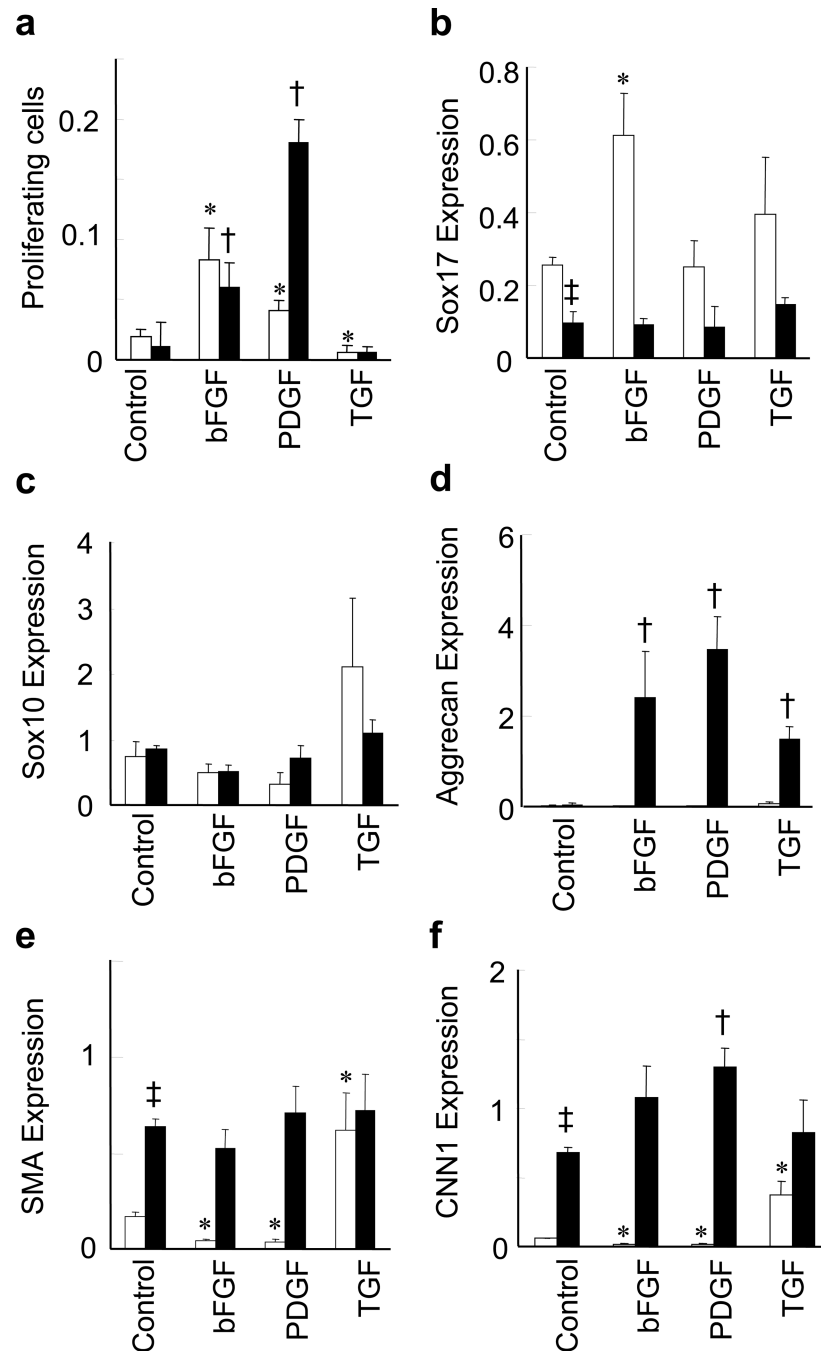 a
Proliferating cells
0.2
0.1
0
*
†
*
†
*
Control
bFGF
PDGF
TGF
b
Sox17 Expression
0.8
0.6
0.4
0.2
0
‡
*
Control
bFGF
PDGF
TGF
c
Sox10 Expression
4
3
2
1
0
Control
bFGF
PDGF
TGF
d
Aggrecan Expression
6
4
2
0
†
†
†
Control
bFGF
PDGF
TGF
e
SMA Expression
1
0
‡
*
*
*
Control
bFGF
PDGF
TGF
f
CNN1 Expression
2
1
0
‡
*
*
†
*
Control
bFGF
PDGF
TGF